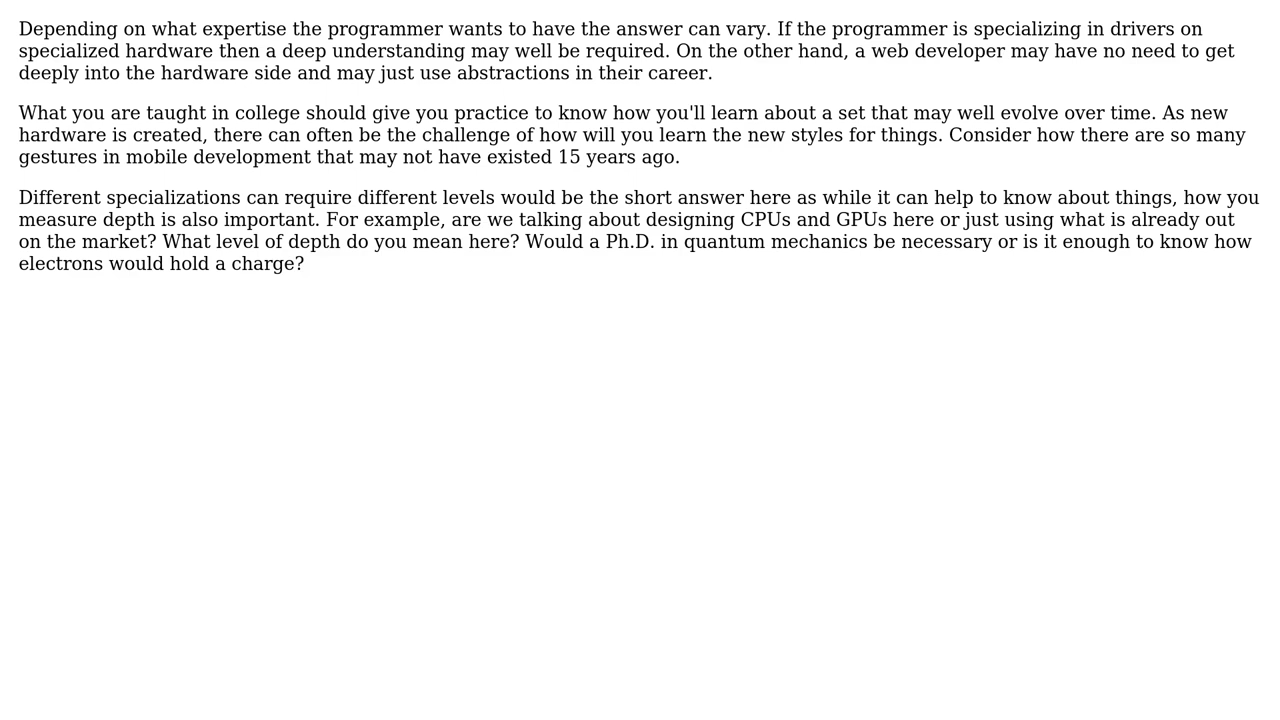 Depending on what expertise the programmer wants to have the answer can vary. If the programmer is specializing in drivers on
specialized hardware then a deep understanding may well be required. On the other hand, a web developer may have no need to get
deeply into the hardware side and may just use abstractions in their career.
What you are taught in college should give you practice to know how you'll learn about a set that may well evolve over time. As new
hardware is created, there can often be the challenge of how will you learn the new styles for things. Consider how there are so many
gestures in mobile development that may not have existed 15 years ago.
Different specializations can require different levels would be the short answer here as while it can help to know about things, how you
measure depth is also important. For example, are we talking about designing CPUs and GPUs here or just using what is already out
on the market? What level of depth do you mean here? Would a Ph.D. in quantum mechanics be necessary or is it enough to know how
electrons would hold a charge?